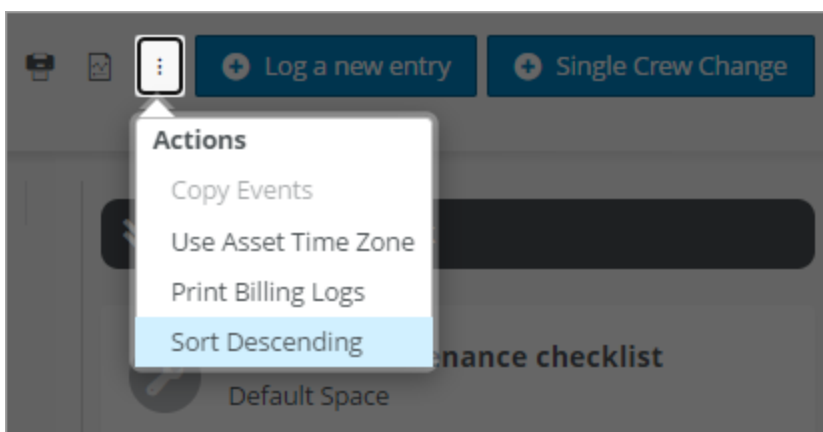 Log a new entry
Single Crew Change
Actions
Copy Events
Use Asset Time Zone
Print Billing Logs
Sort Descending
checklist
Default Space